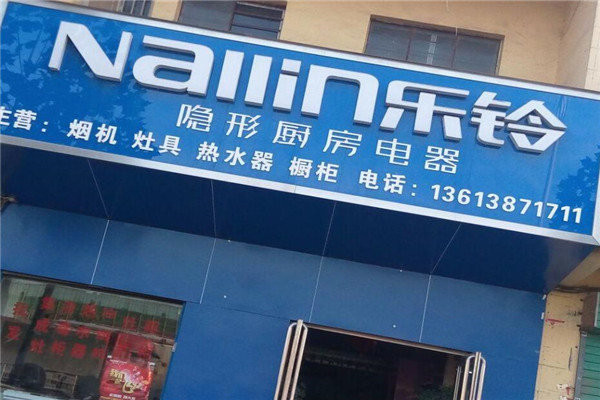 Nallin乐铃
隐形厨房电器
主营：烟机 灶具 热水器 橱柜 电话：13613871711